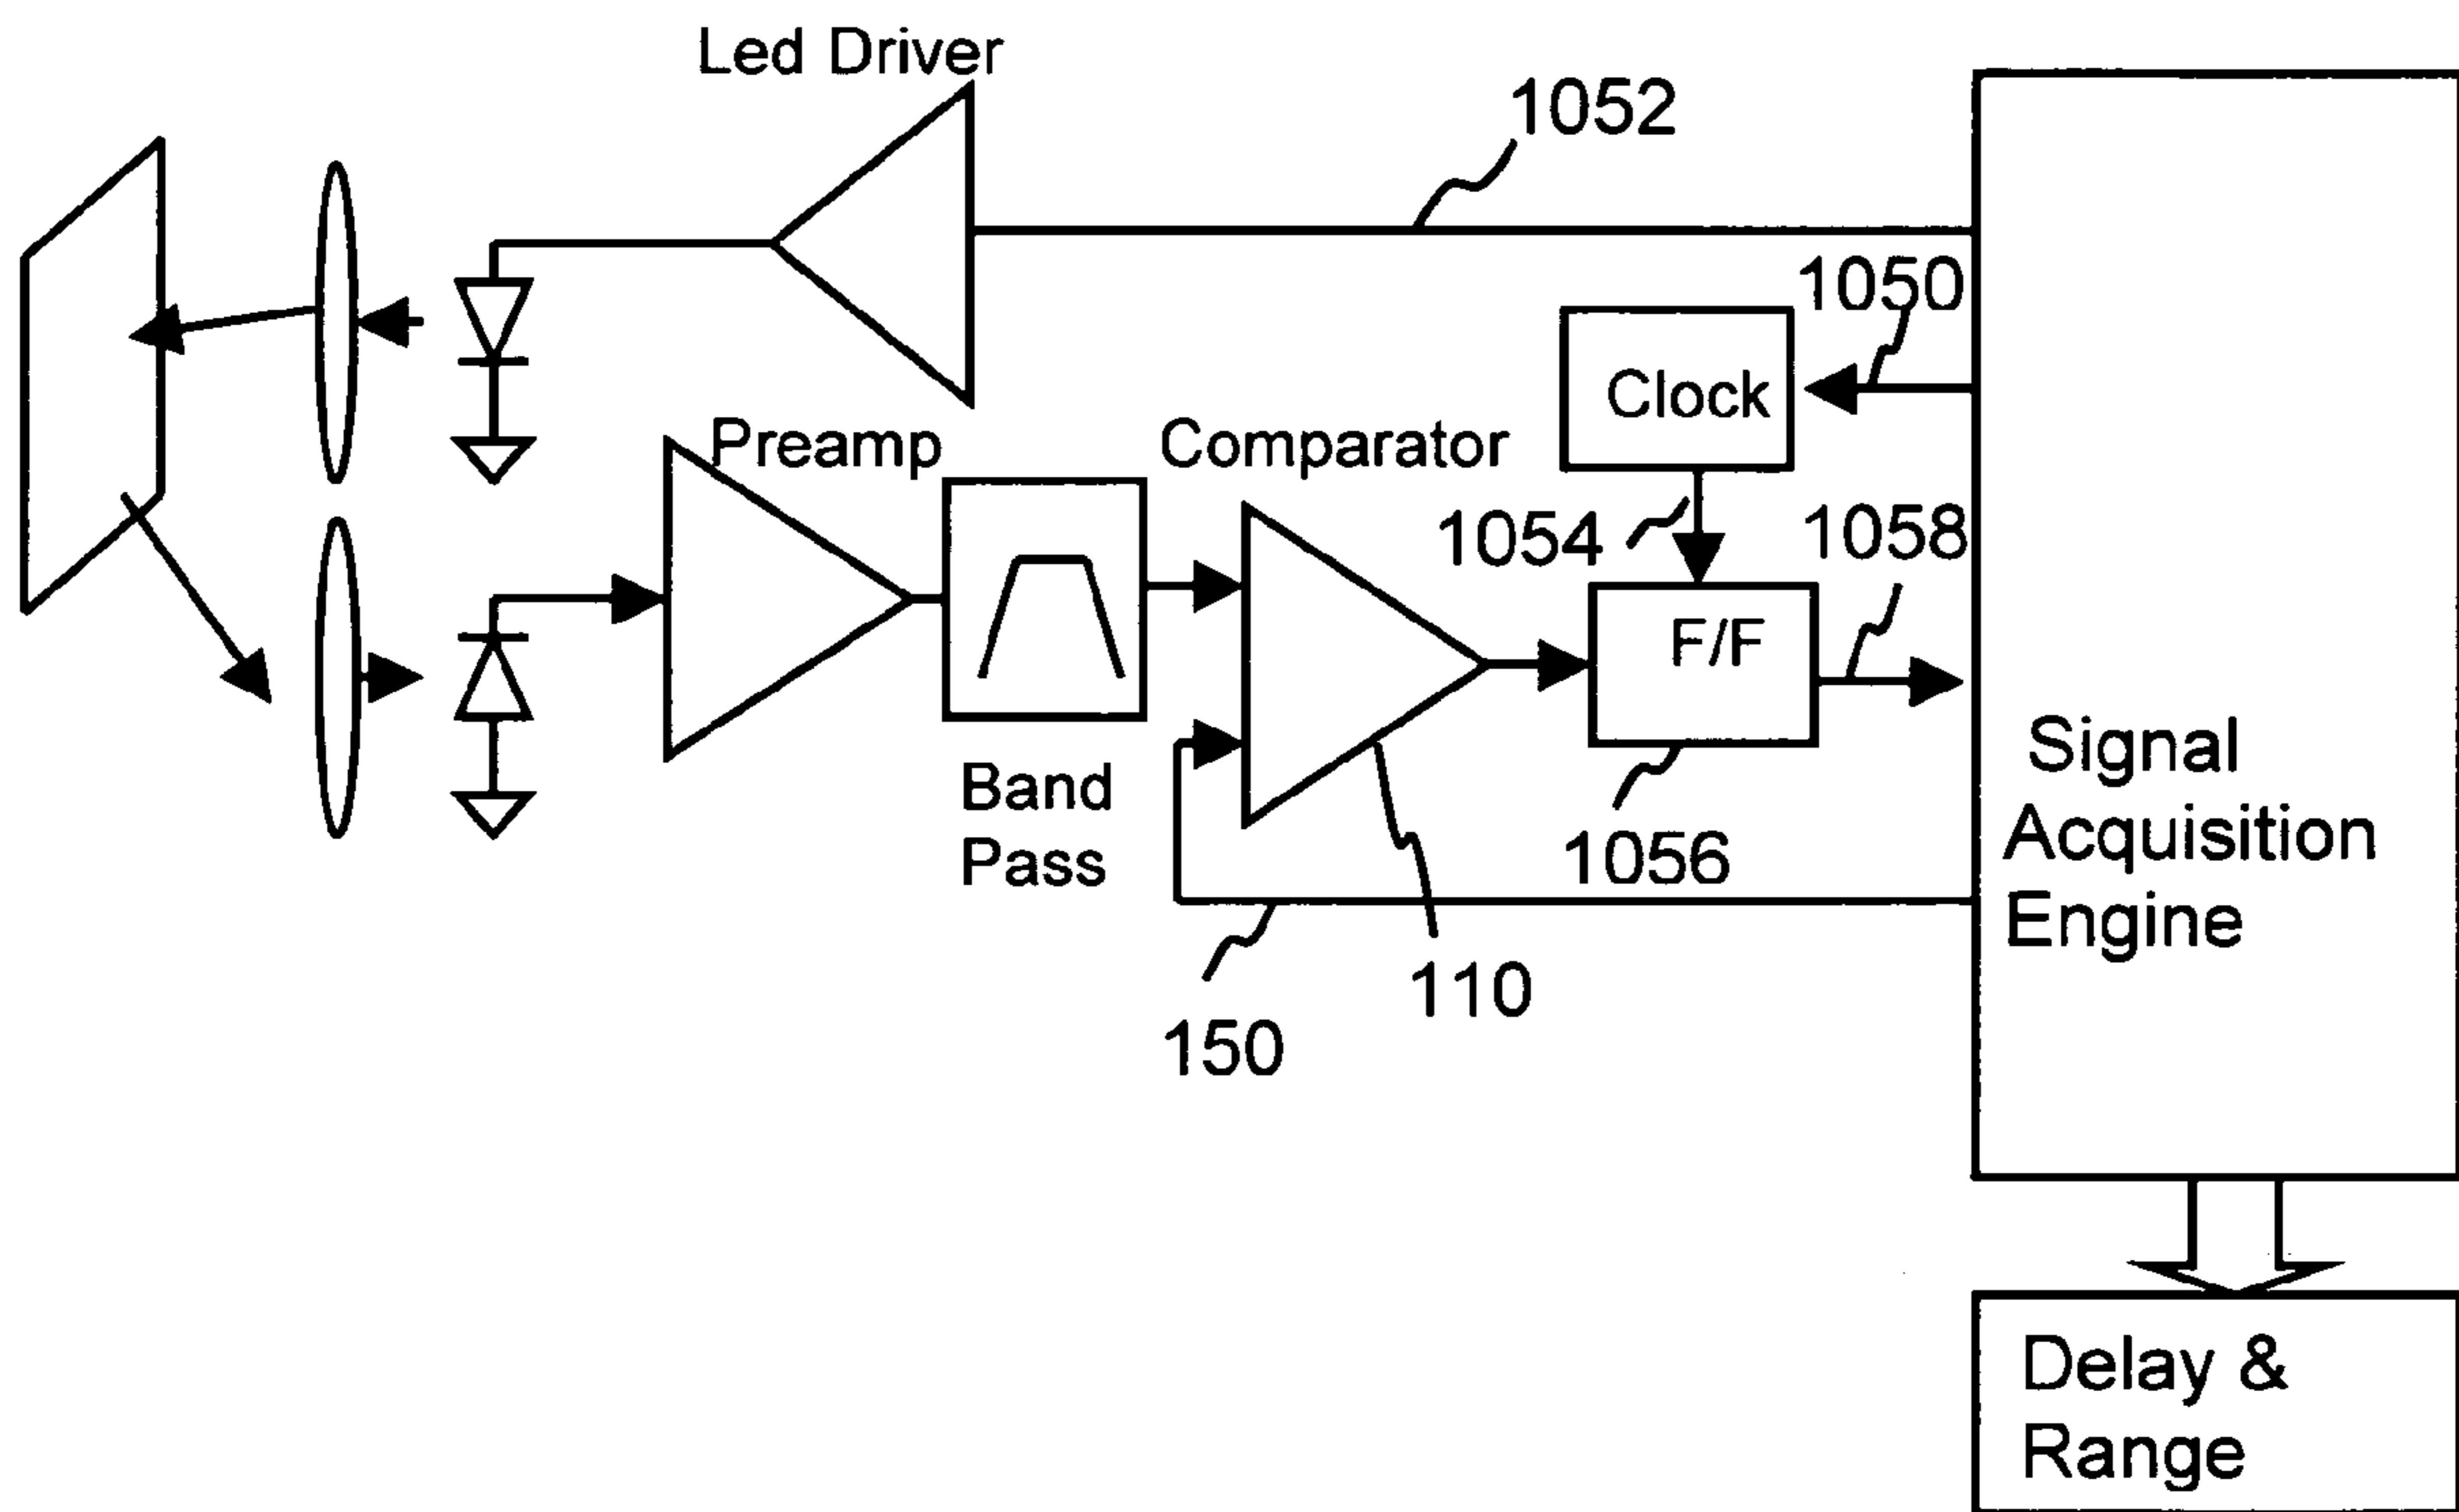 Led Driver
1052
1050
Clock
Preamp
Comparator
1054
1058
F/F
Band
Pass
1056
Signal
Acquisition
Engine
110
150
Delay &
Range